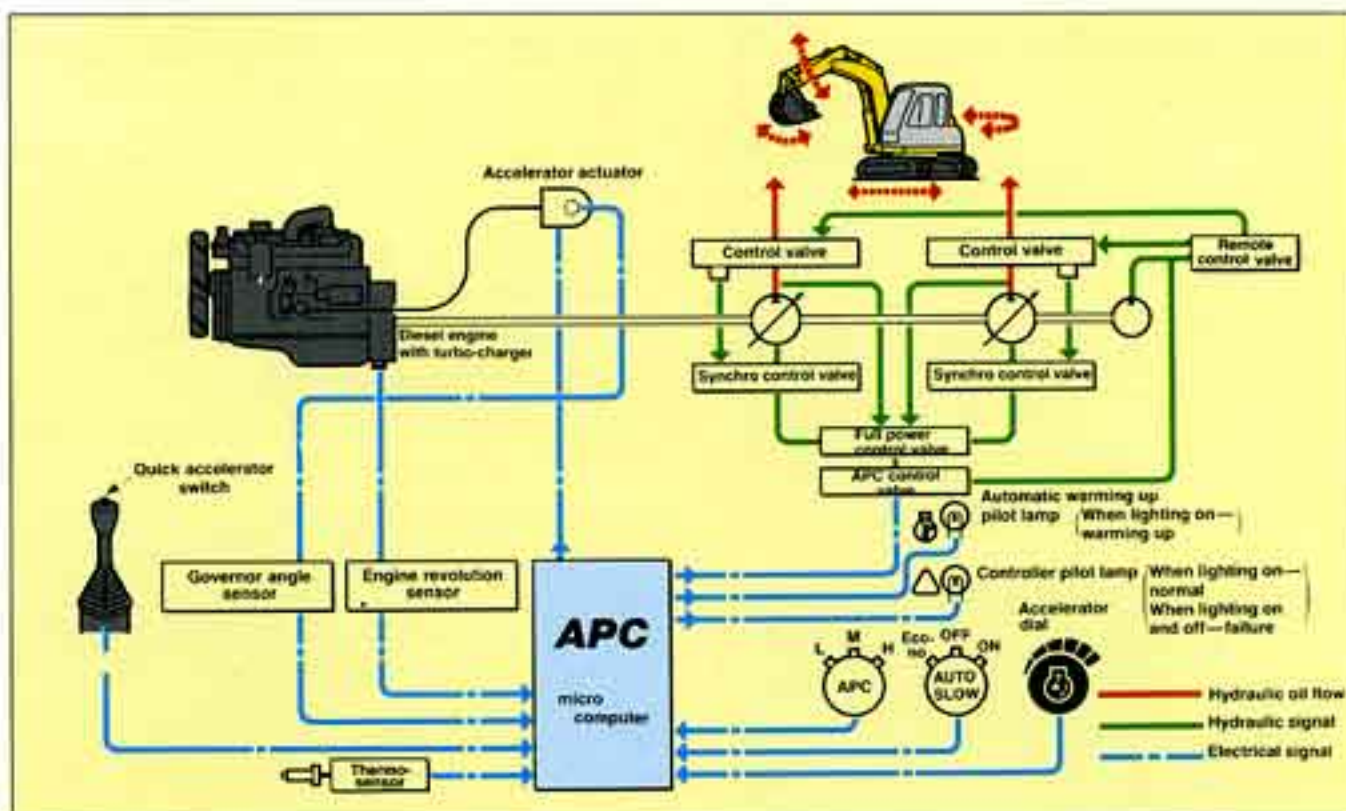 Accelerator actuator
Control valve
Control valve
Remote
control valve
Diesel engine
with turbo-charger
Synchro control valve
Synchro control valve
Full power
control valve
APC control
valve
Quick accelerator
switch
Automatic warming up
pilot lamp
When lighting on—
warming up
Governor angle
sensor
Engine revolution
sensor
Controller pilot lamp
When lighting on—
normal
When lighting on
and off—failure
APC
micro
computer
L M H
APC
Eco-
no OFF ON
AUTO
SLOW
Accelerator
dial
Thermo-
sensor
Hydraulic oil flow
Hydraulic signal
Electrical signal